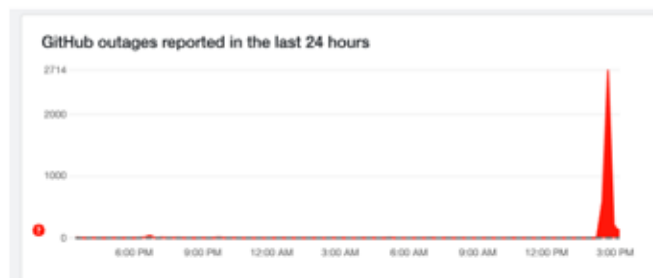 GitHub outages reported in the last 24 hours
2714
2000
1000
0
6:00 PM 9:00 PM 12:00 AM 3:00 AM 6:00 AM 9:00 AM 12:00 PM 3:00 PM